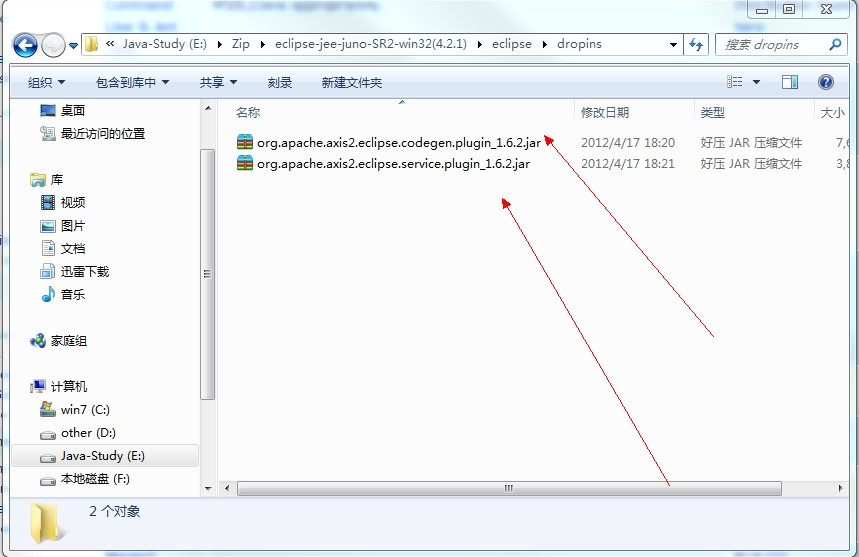 Command WSDL2Java appropriately.
« Java-Study (E:) Zip eclipse-jee-juno-SR2-win32(4.2.1) eclipse dropins 搜索 dropins
组织 包含到库中 共享 刻录 新建文件夹
名称 修改日期 类型 大小
org.apache.axis2.eclipse.codegen.plugin_1.6.2.jar 2012/4/17 18:20 好压 JAR 压缩文件 7,6
org.apache.axis2.eclipse.service.plugin_1.6.2.jar 2012/4/17 18:21 好压 JAR 压缩文件 3,8
桌面
最近访问的位置
库
视频
图片
文档
迅雷下载
音乐
家庭组
计算机
win7 (C:)
other (D:)
Java-Study (E:)
本地磁盘 (F:)
2 个对象